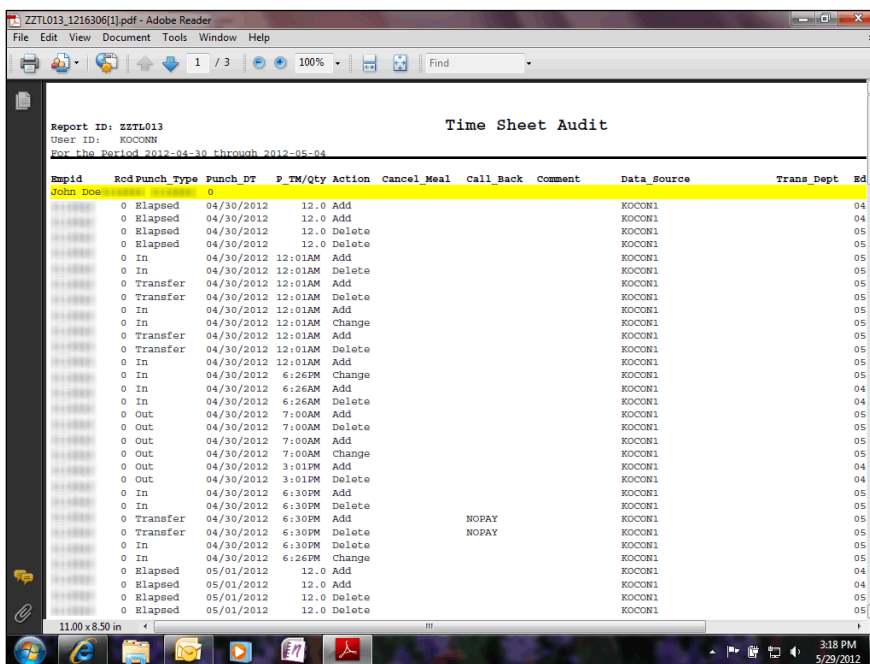 ZZTL013_1216306[1].pdf - Adobe Reader
File Edit View Document Tools Window Help
1 / 3 100% Find
Time Sheet Audit
Report ID: ZZTL013
User ID: KOCONN
For the Period 2012-04-30 through 2012-05-04
Empid Rcd Punch_Type Punch_DT P_TM/Qty Action Cancel_Meal Call_Back Comment Data_Source Trans_Dept Ed
John Doe 0
0 Elapsed 04/30/2012 12.0 Add KOCON1 04
0 Elapsed 04/30/2012 12.0 Add KOCON1 04
0 Elapsed 04/30/2012 12.0 Delete KOCON1 05
0 Elapsed 04/30/2012 12.0 Delete KOCON1 05
0 In 04/30/2012 12:01AM Add KOCON1 05
0 In 04/30/2012 12:01AM Delete KOCON1 05
0 Transfer 04/30/2012 12:01AM Add KOCON1 05
0 Transfer 04/30/2012 12:01AM Delete KOCON1 05
0 In 04/30/2012 12:01AM Add KOCON1 05
0 In 04/30/2012 12:01AM Change KOCON1 05
0 Transfer 04/30/2012 12:01AM Add KOCON1 05
0 Transfer 04/30/2012 12:01AM Delete KOCON1 05
0 In 04/30/2012 12:01AM Add KOCON1 05
0 In 04/30/2012 6:26PM Change KOCON1 05
0 In 04/30/2012 6:26AM Add KOCON1 04
0 In 04/30/2012 6:26AM Delete KOCON1 04
0 Out 04/30/2012 7:00AM Add KOCON1 05
0 Out 04/30/2012 7:00AM Delete KOCON1 05
0 Out 04/30/2012 7:00AM Add KOCON1 05
0 Out 04/30/2012 7:00AM Change KOCON1 05
0 Out 04/30/2012 3:01PM Add KOCON1 04
0 Out 04/30/2012 3:01PM Delete KOCON1 04
0 In 04/30/2012 6:30PM Add KOCON1 05
0 Transfer 04/30/2012 6:30PM Add NOPAY KOCON1 05
0 Transfer 04/30/2012 6:30PM Delete NOPAY KOCON1 05
0 In 04/30/2012 6:30PM Delete KOCON1 05
0 In 04/30/2012 6:26PM Change KOCON1 05
0 Elapsed 05/01/2012 12.0 Add KOCON1 04
0 Elapsed 05/01/2012 12.0 Add KOCON1 04
0 Elapsed 05/01/2012 12.0 Delete KOCON1 05
0 Elapsed 05/01/2012 12.0 Delete KOCON1 05
11.00 x 8.50 in
3:18 PM
5/29/2012